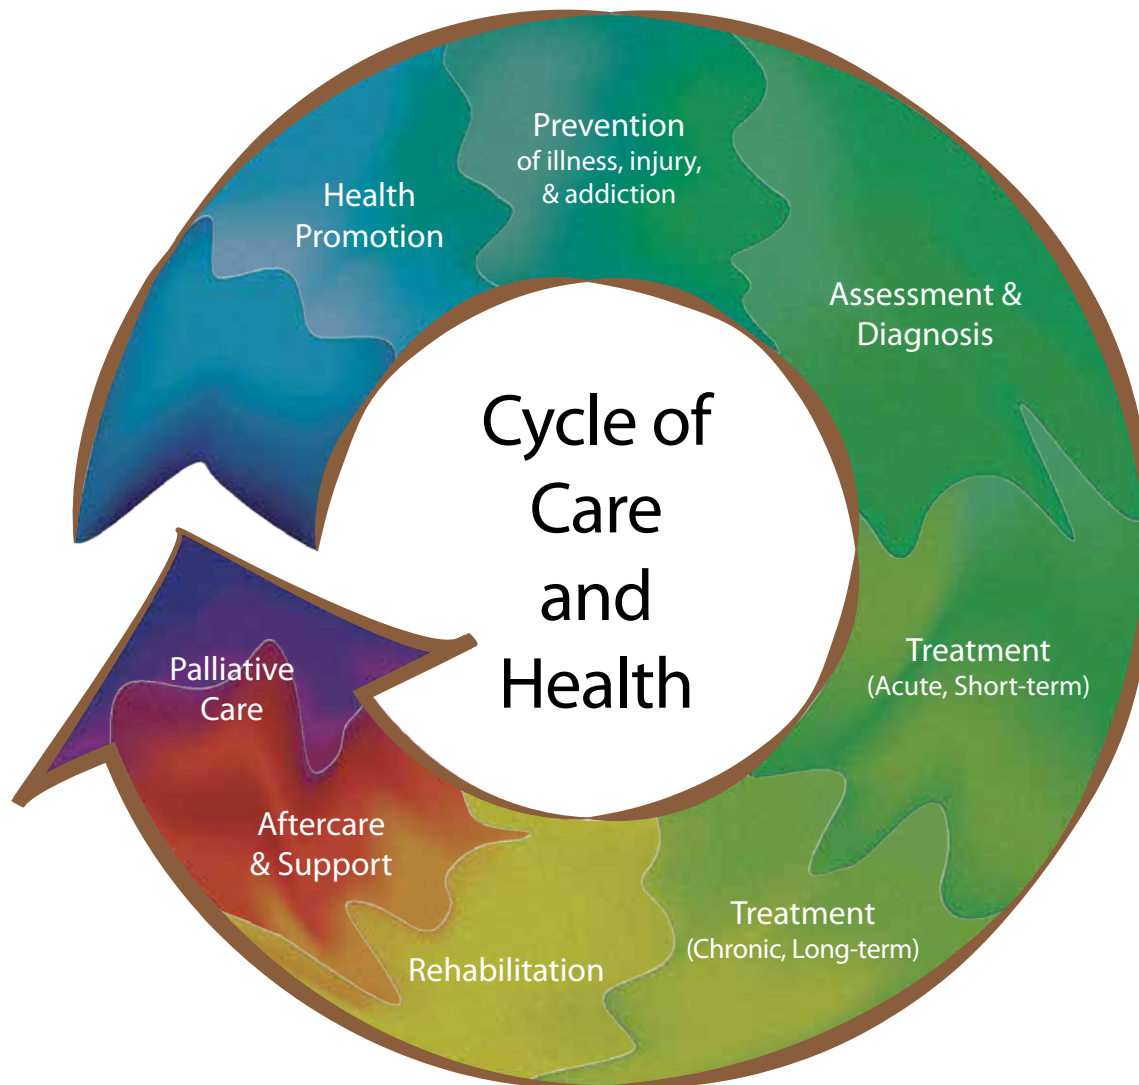 Cycle of
Care
and
Health
Health
Promotion
Prevention
of illness, injury,
& addiction
Assessment &
Diagnosis
Treatment
(Acute, Short-term)
Treatment
(Chronic, Long-term)
Rehabilitation
Aftercare
& Support
Palliative
Care